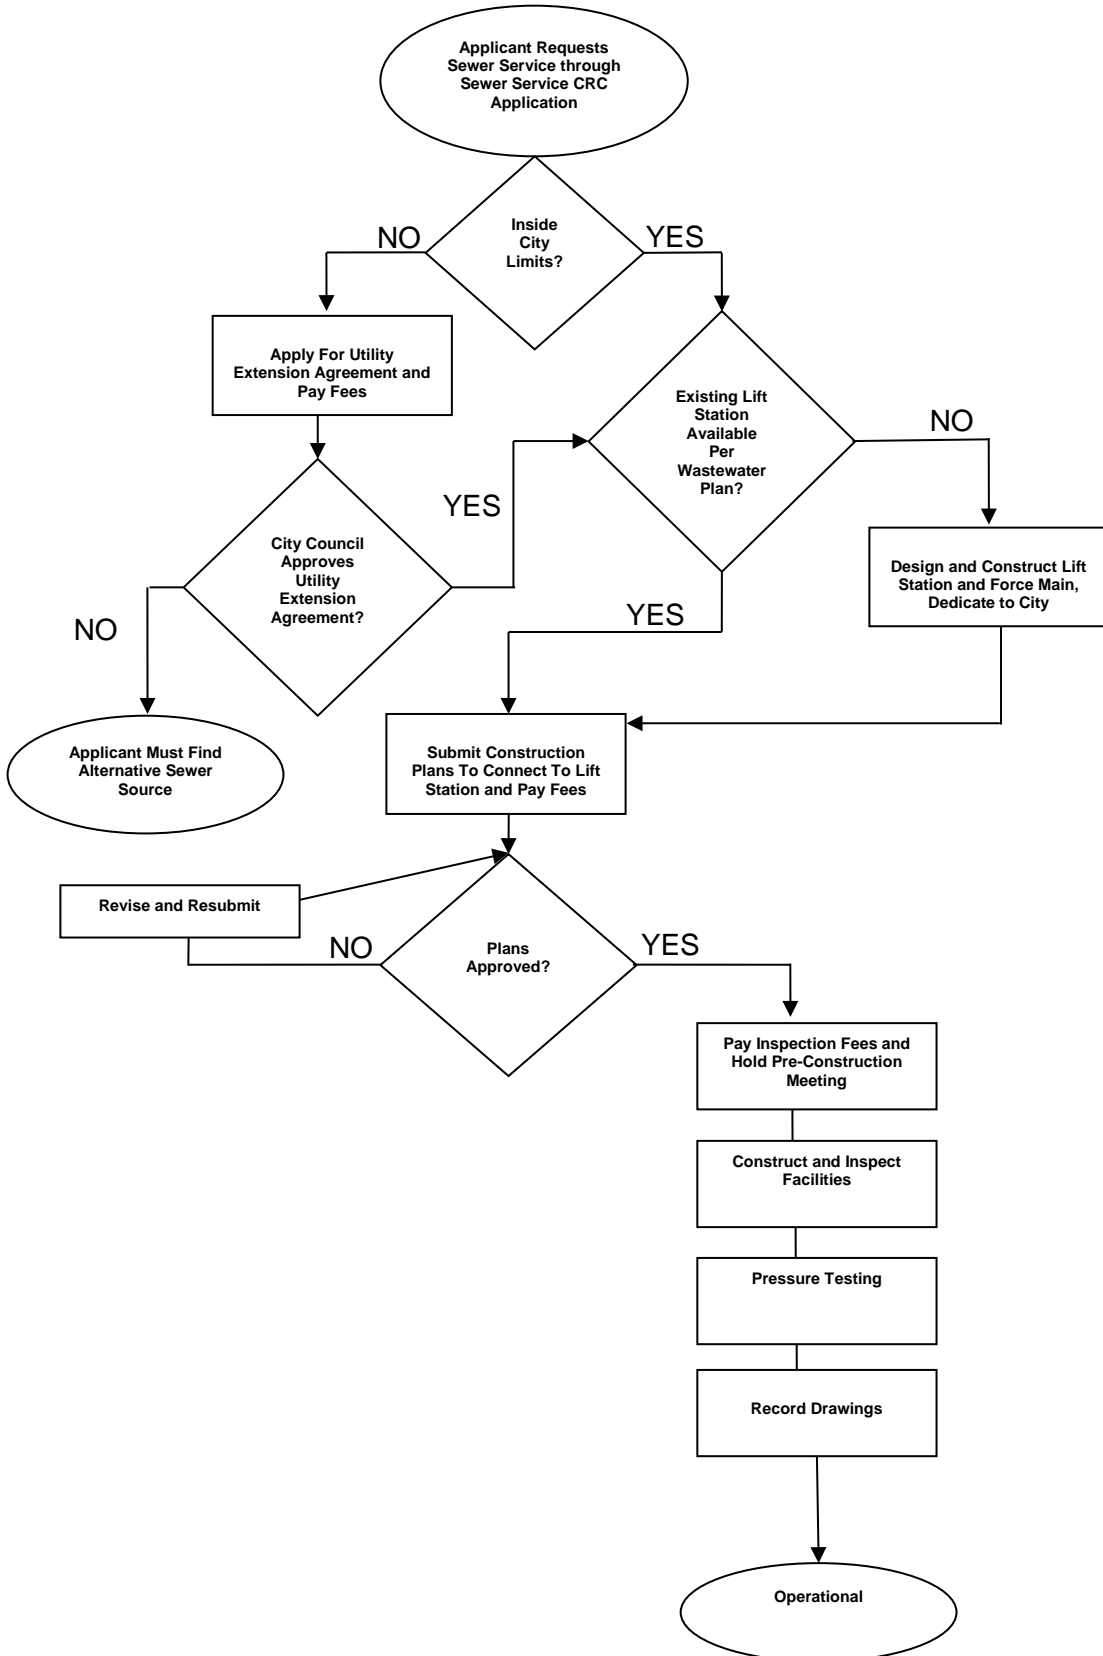 Applicant Requests
Sewer Service through
Sewer Service CRC
Application
Inside
City
Limits?
NO
YES
Apply For Utility
Extension Agreement and
Pay Fees
Existing Lift
Station
Available
Per
Wastewater
Plan?
NO
YES
City Council
Approves
Utility
Extension
Agreement?
Design and Construct Lift
Station and Force Main,
Dedicate to City
NO
YES
Applicant Must Find
Alternative Sewer
Source
Submit Construction
Plans To Connect To Lift
Station and Pay Fees
Revise and Resubmit
NO
Plans
Approved?
YES
Pay Inspection Fees and
Hold Pre-Construction
Meeting
Construct and Inspect
Facilities
Pressure Testing
Record Drawings
Operational